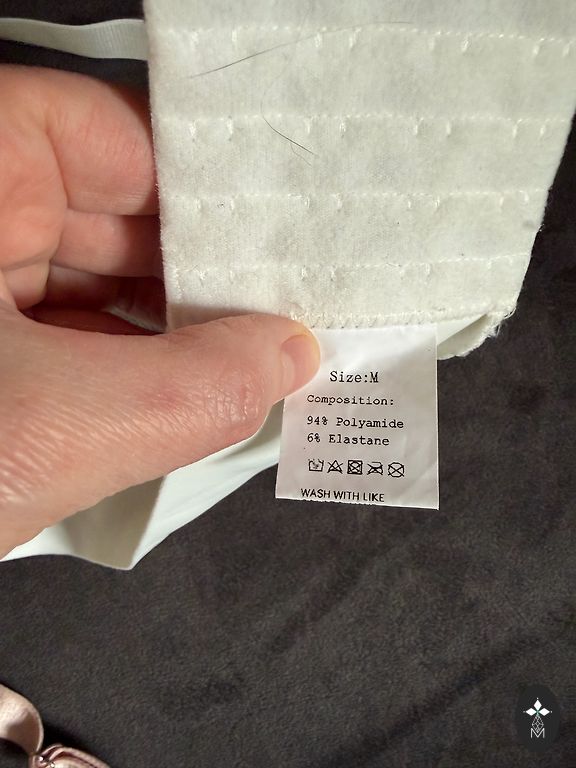 Size:M
Composition:
94% Polyamide
6% Elastane
WASH WITH LIKE
M